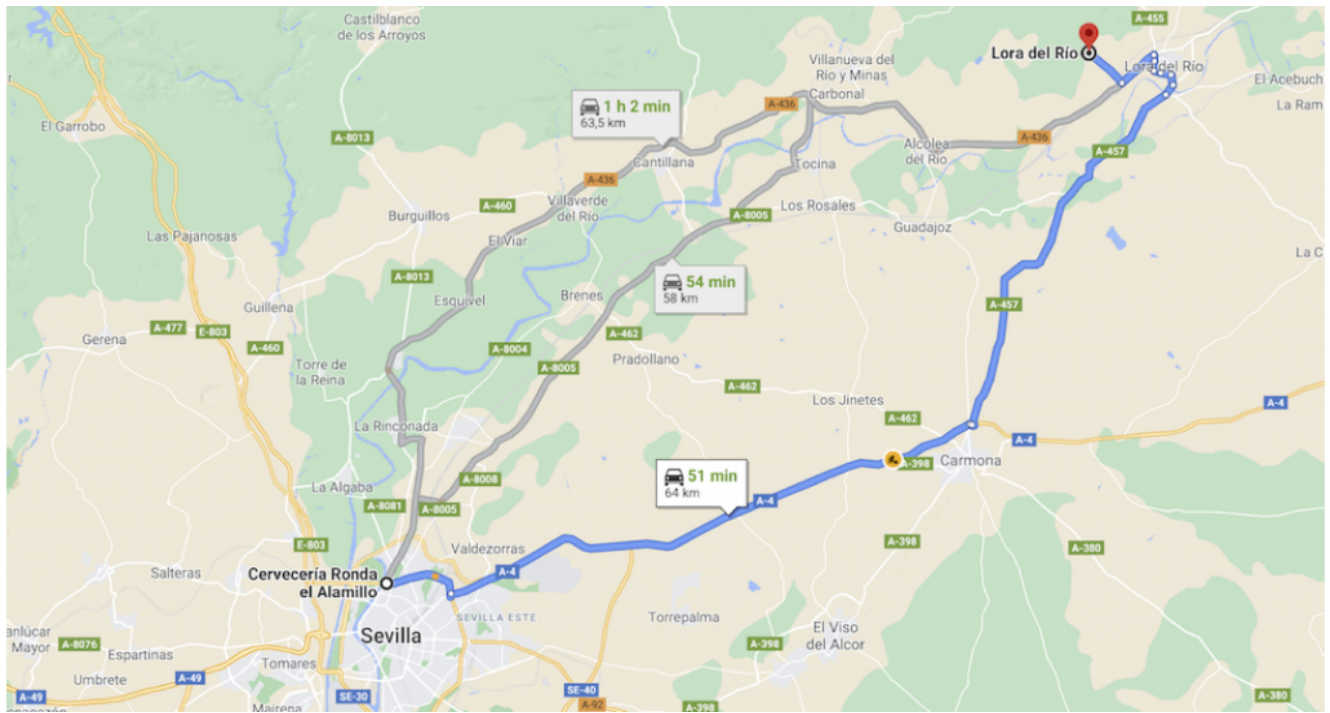 Castilblanco
de los Arroyos
A-455
Lora del Río
Villanueva del
Río y Minas
Lora del Río
El Acebuch
La Ram
1 h 2 min
63,5 km
A-436
Carbonal
El Garrobo
A-8013
Alcolea
del Río
A-436
A-457
Cantillana
Tocina
A-436
A-460
Villaverde
del Río
Los Rosales
A-8005
Burguillos
Guadajoz
Las Pajanosas
El Viar
La C
A-8013
54 min
58 km
Guillena
Esquivel
Brenes
A-457
A-477
E-803
A-462
Gerena
A-460
A-8004
Torre de
la Reina
A-8005
Pradollano
A-462
Los Jinetes
A-4
A-462
La Rinconada
A-4
A-398
Carmona
51 min
64 km
A-8008
La Algaba
A-4
A-8081
A-8005
E-803
Valdezorras
A-398
A-380
Salteras
Cervecería Ronda
el Alamillo
A-4
SEVILLA ESTE
Torrepalma
anlúcar
Mayor
A-8076
Sevilla
El Viso
del Alcor
A-398
Espartinas
Tomares
Umbrete
A-49
A-49
SE-30
SE-40
A-380
A-92
A-398
Mairena